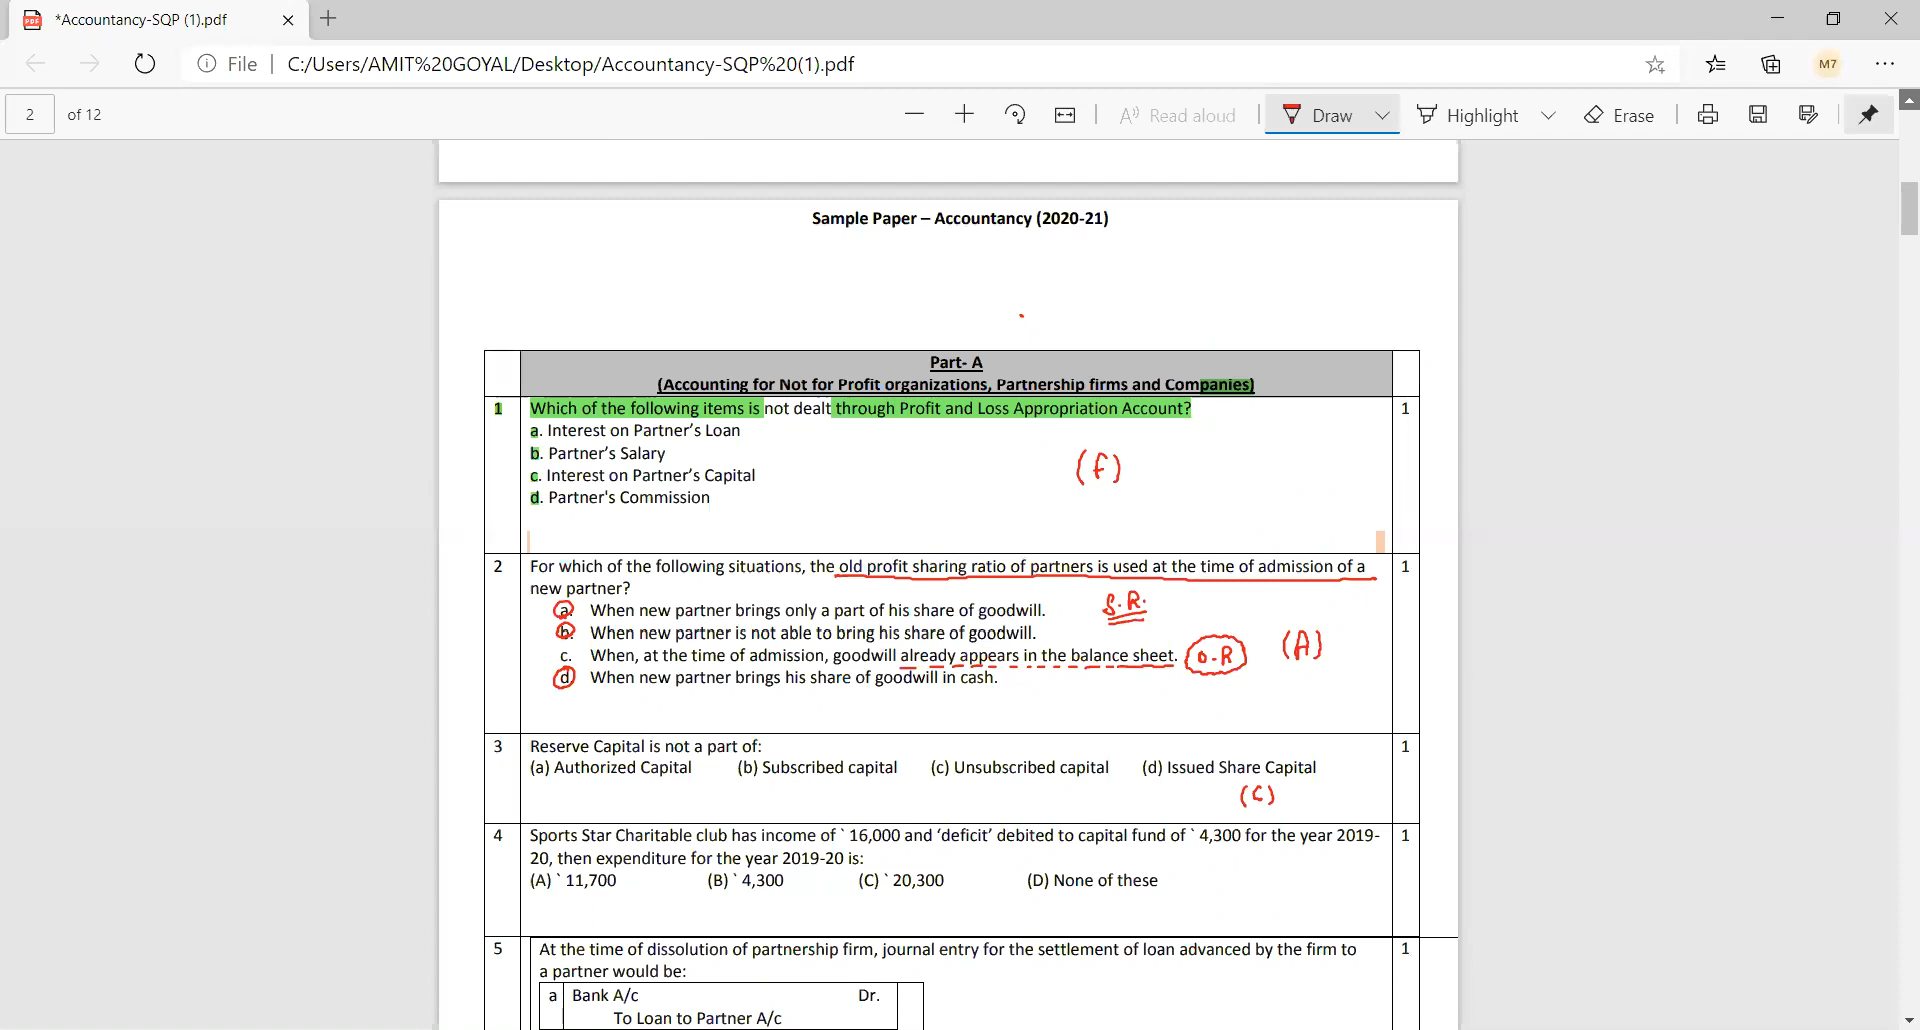 *Accountancy-SQP (1).pdf
File | C:/Users/AMIT%20GOYAL/Desktop/Accountancy-SQP%20(1).pdf
M7
2 of 12
Read aloud
Draw
Highlight
Erase
Sample Paper – Accountancy (2020-21)
Part- A
(Accounting for Not for Profit organizations, Partnership firms and Companies)
1 Which of the following items is not dealt through Profit and Loss Appropriation Account? 1
a. Interest on Partner’s Loan
b. Partner’s Salary
(F)
c. Interest on Partner’s Capital
d. Partner's Commission
2 For which of the following situations, the old profit sharing ratio of partners is used at the time of admission of a 1
new partner?
a. When new partner brings only a part of his share of goodwill. S.R.
b. When new partner is not able to bring his share of goodwill.
c. When, at the time of admission, goodwill already appears in the balance sheet. O.R (A)
d. When new partner brings his share of goodwill in cash.
3 Reserve Capital is not a part of: 1
(a) Authorized Capital (b) Subscribed capital (c) Unsubscribed capital (d) Issued Share Capital
(C)
4 Sports Star Charitable club has income of ` 16,000 and ‘deficit’ debited to capital fund of ` 4,300 for the year 2019- 1
20, then expenditure for the year 2019-20 is:
(A) ` 11,700 (B) ` 4,300 (C) ` 20,300 (D) None of these
5 At the time of dissolution of partnership firm, journal entry for the settlement of loan advanced by the firm to 1
a partner would be:
a Bank A/c Dr.
To Loan to Partner A/c